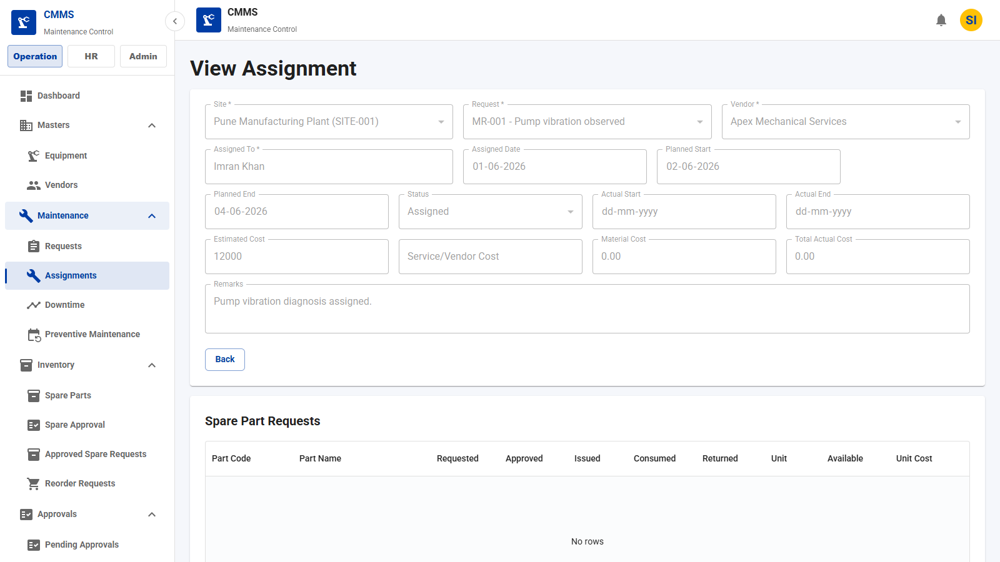 CMMS
Maintenance Control
Operation
HR
Admin
Dashboard
Masters
Equipment
Vendors
Maintenance
Requests
Assignments
Downtime
Preventive Maintenance
Inventory
Spare Parts
Spare Approval
Approved Spare Requests
Reorder Requests
Approvals
Pending Approvals
CMMS
Maintenance Control
SI
View Assignment
Site *
Pune Manufacturing Plant (SITE-001)
Request *
MR-001 - Pump vibration observed
Vendor *
Apex Mechanical Services
Assigned To *
Imran Khan
Assigned Date
01-06-2026
Planned Start
02-06-2026
Planned End
04-06-2026
Status
Assigned
Actual Start
dd-mm-yyyy
Actual End
dd-mm-yyyy
Estimated Cost
12000
Service/Vendor Cost
Material Cost
0.00
Total Actual Cost
0.00
Remarks
Pump vibration diagnosis assigned.
Back
Spare Part Requests
Part Code Part Name Requested Approved Issued Consumed Returned Unit Available Unit Cost
No rows